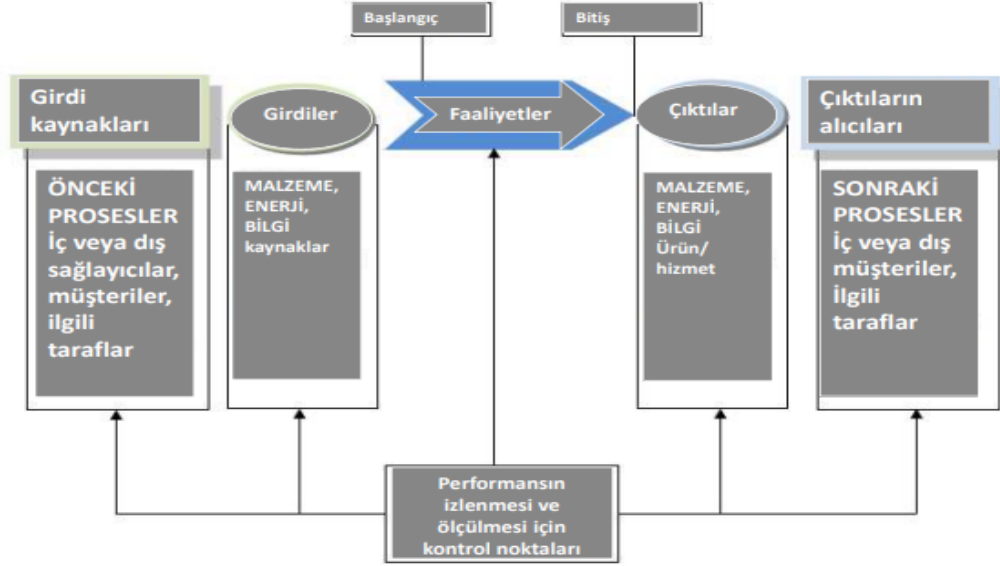 Başlangıç
Bitiş
Girdi
kaynakları
Girdiler
Faaliyetler
Çıktılar
Çıktıların
alıcıları
ÖNCEKİ
PROSESLER
İç veya dış
sağlayıcılar,
müşteriler,
ilgili
taraflar
MALZEME,
ENERJİ,
BİLGİ
kaynaklar
MALZEME,
ENERJİ,
BİLGİ
Ürün/
hizmet
SONRAKİ
PROSESLER
İç veya dış
müşteriler,
İlgili
taraflar
Performansın
izlenmesi ve
ölçülmesi için
kontrol noktaları